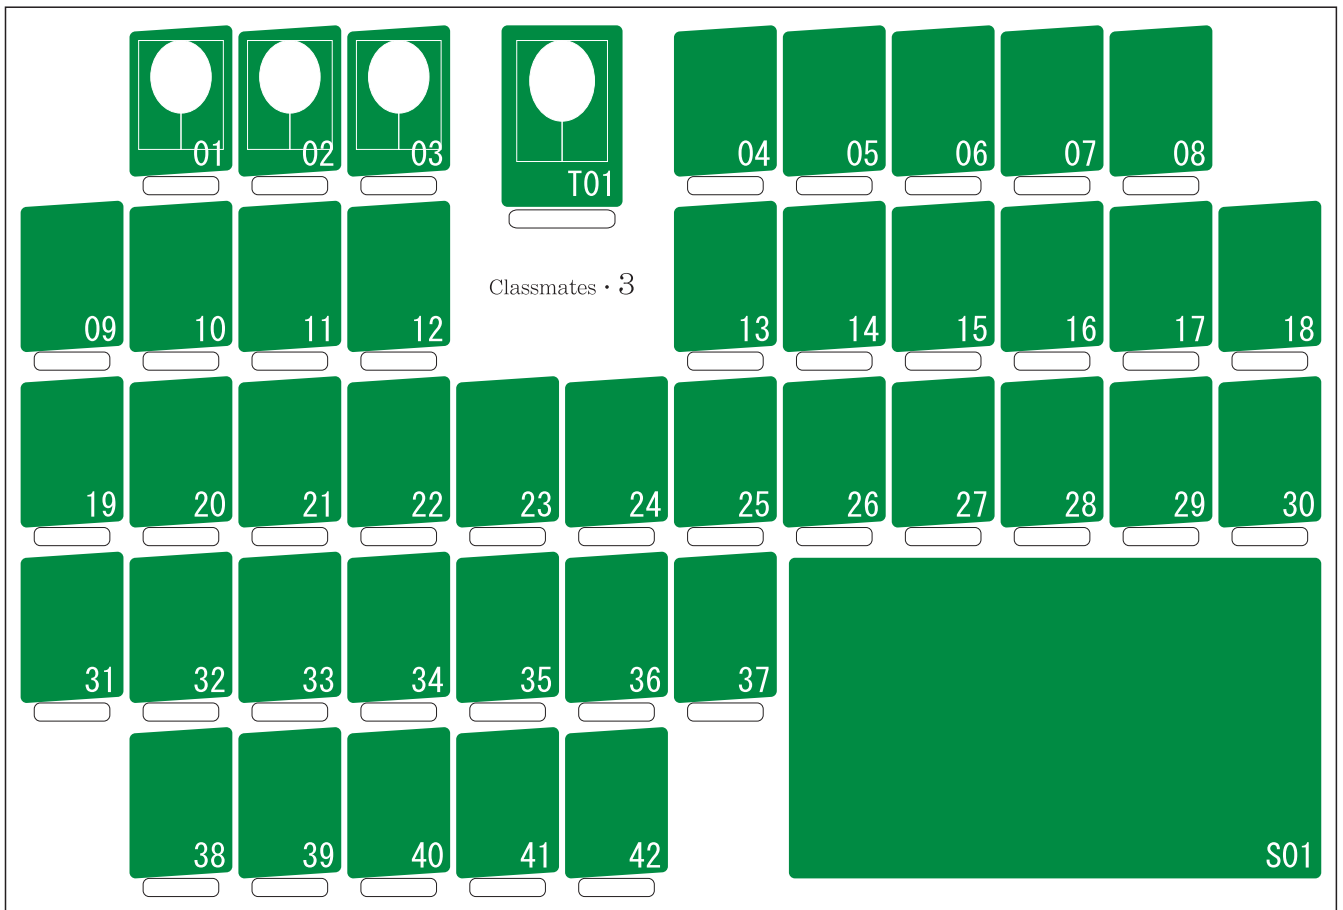 01 02 03 T01 04 05 06 07 08
09 10 11 12 Classmates · 3 13 14 15 16 17 18
19 20 21 22 23 24 25 26 27 28 29 30
31 32 33 34 35 36 37
38 39 40 41 42 S01